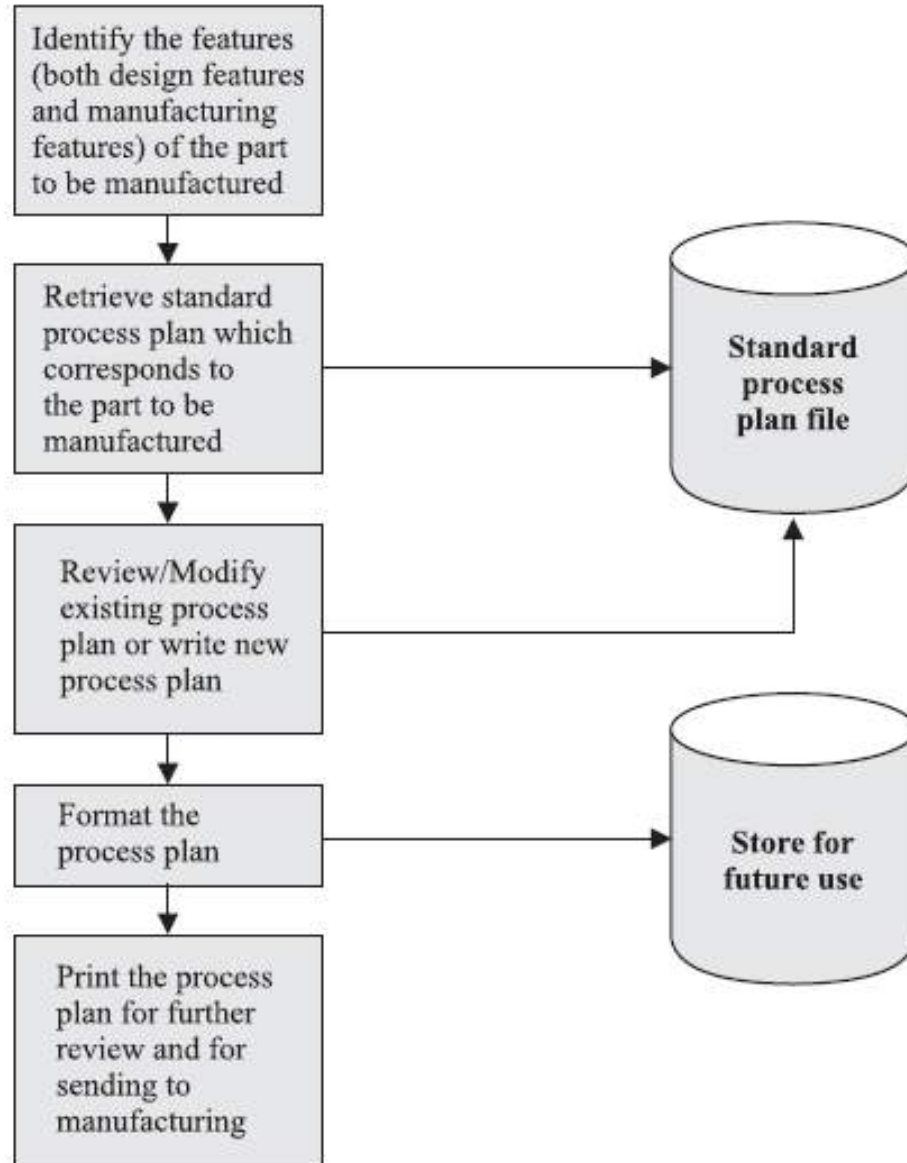 Identify the features
(both design features
and manufacturing
features) of the part
to be manufactured
Retrieve standard
process plan which
corresponds to
the part to be
manufactured
Standard
process
plan file
Review/Modify
existing process
plan or write new
process plan
Format the
process plan
Store for
future use
Print the process
plan for further
review and for
sending to
manufacturing